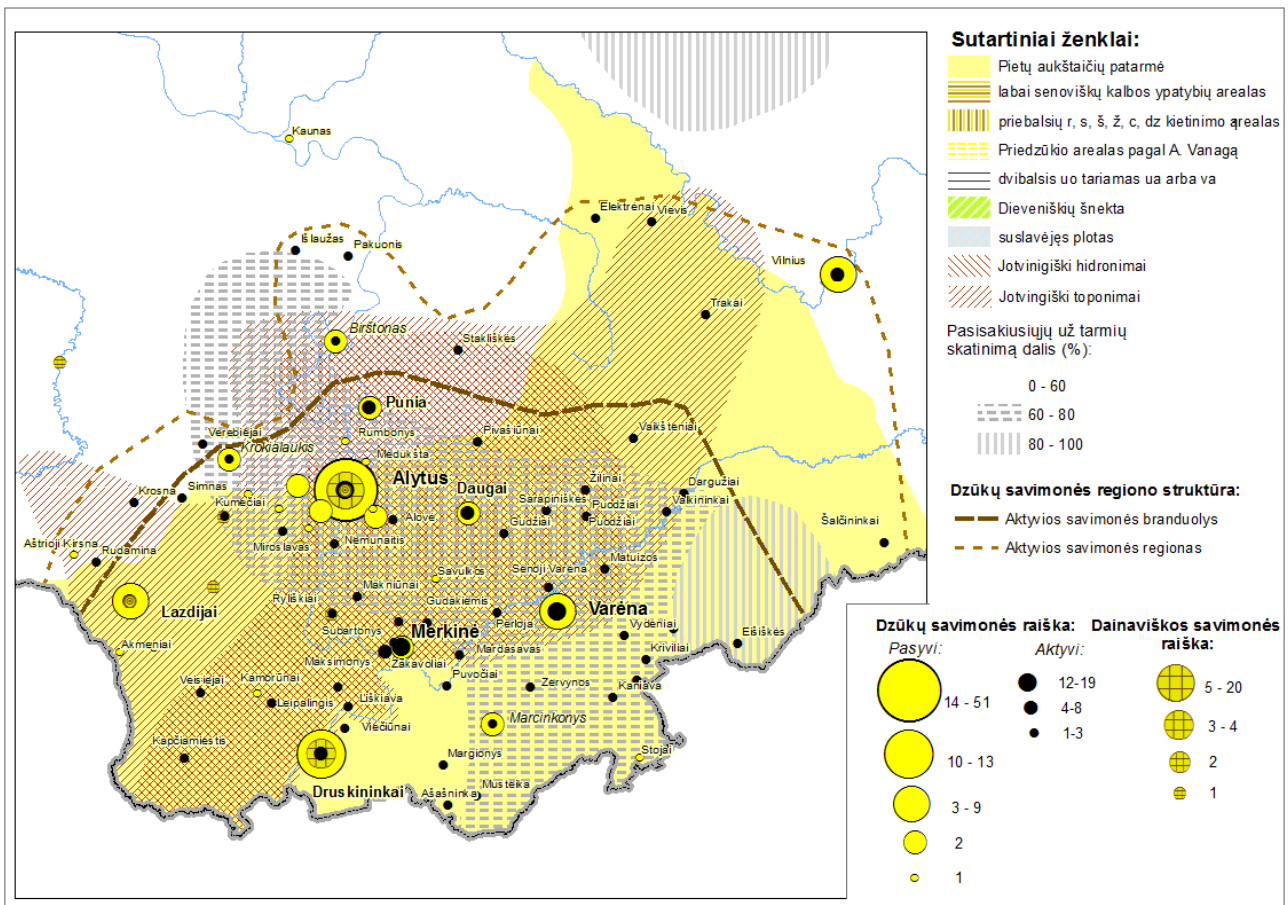 Sutartiniai ženklai:
Pietų aukštaičių patarmė
labai senoviškų kalbos ypatybių arealas
priebalsių r, s, š, ž, c, dz kietinimo arealas
Priedzūkio arealas pagal A. Vanagą
dvibalsis uo tariamas ua arba va
Dieveniškių šnekta
suslavėjęs plotas
Jotvinigiški hidronimai
Jotvingiški toponimai
Pasisakiusiųjų už tarmių
skatinimą dalis (%):
0 - 60
60 - 80
80 - 100
Dzūkų savimonės regiono struktūra:
Aktyvios savimonės branduolys
Aktyvios savimonės regionas
Dzūkų savimonės raiška:
Pasyvi:
Aktyvi:
14 - 51
10 - 13
3 - 9
2
1
12-19
4-8
1-3
Dainaviškos savimonės
raiška:
5 - 20
3 - 4
2
1
Kaunas
Elektrėnai
Vievis
Išlaužas
Pakuonis
Vilnius
Trakai
Birštonas
Stakliškės
Punia
Rumbonys
Pivašiūnai
Vaikšteniai
Verebiejai
Krokialaukis
Medukšta
Alytus
Daugai
Žilinai
Dargužiai
Krosna
Simnas
Kumečiai
Sarapiniškės
Puodžiai
Valkininkai
Alovė
Gudžiai
Puodžiai
Šalčininkai
Miroslavas
Nemunaitis
Aštrioji Kirsna
Rudamina
Matuizos
Savulkos
Senoji Varėna
Makniūnai
Lazdijai
Ryliškiai
Gudakiemis
Varėna
Subartonys
Merkinė
Perloja
Vydeniai
Akmeniai
Mardasavas
Eišiškės
Maksimonys
Žakavoliai
Kriviliai
Veisiejai
Kamorūnai
Puvočiai
Zervynos
Kaniava
Leipalingis
Liškiava
Viečiūnai
Marcinkonys
Kapčiamiestis
Margionys
Stojai
Druskininkai
Musteika
Ašašninkai